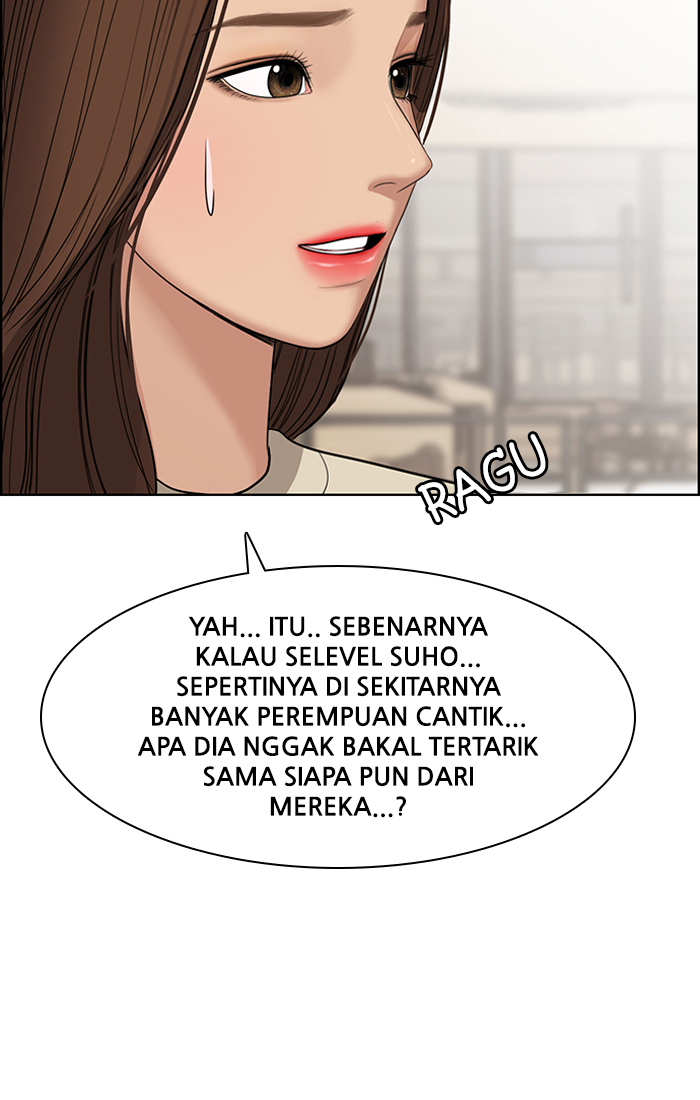 RAGU
YAH... ITU.. SEBENARNYA
KALAU SELEVEL SUHO...
SEPERTINYA DI SEKITARNYA
BANYAK PEREMPUAN CANTIK...
APA DIA NGGAK BAKAL TERTARIK
SAMA SIAPA PUN DARI
MEREKA...?